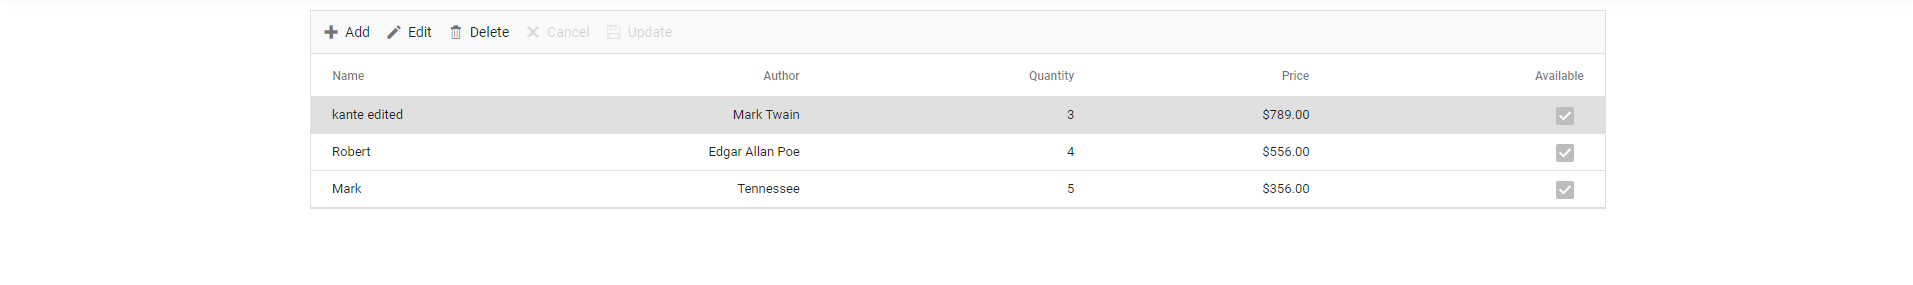 Add Edit Delete Cancel Update
Name Author Quantity Price Available
kante edited Mark Twain 3 $789.00
Robert Edgar Allan Poe 4 $556.00
Mark Tennessee 5 $356.00